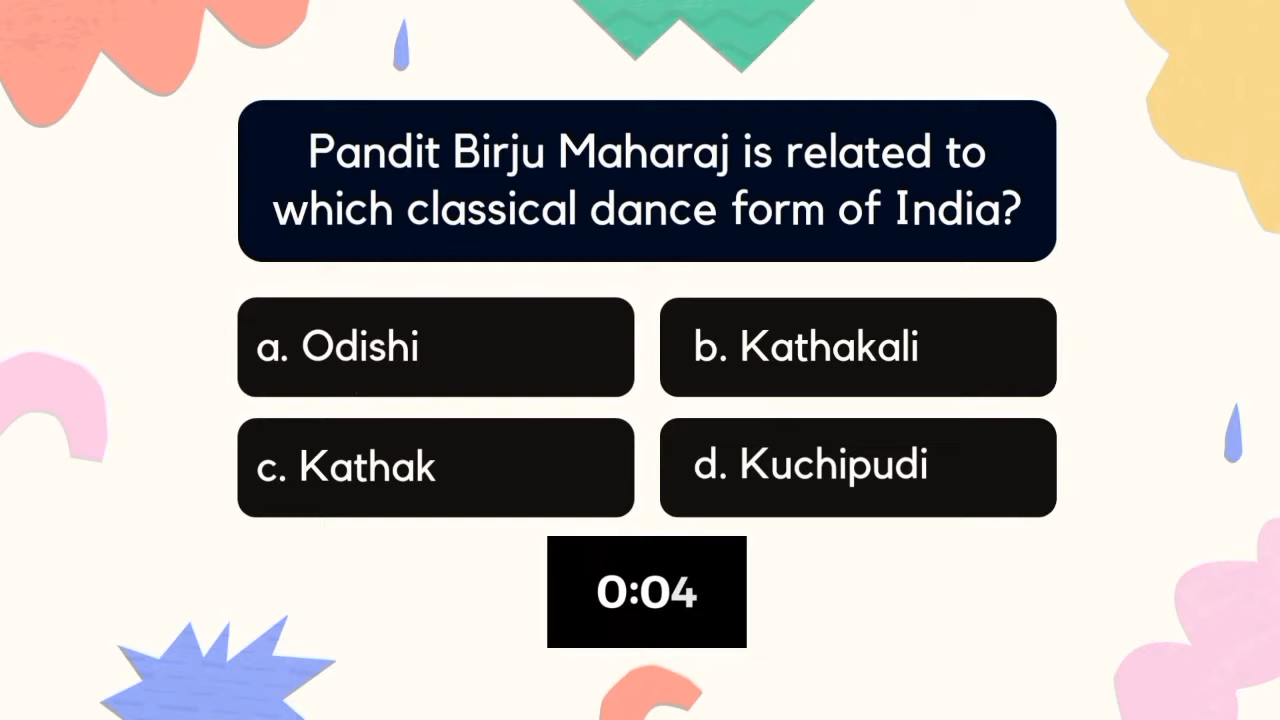 Pandit Birju Maharaj is related to
which classical dance form of India?
a. Odishi
b. Kathakali
c. Kathak
d. Kuchipudi
0:04